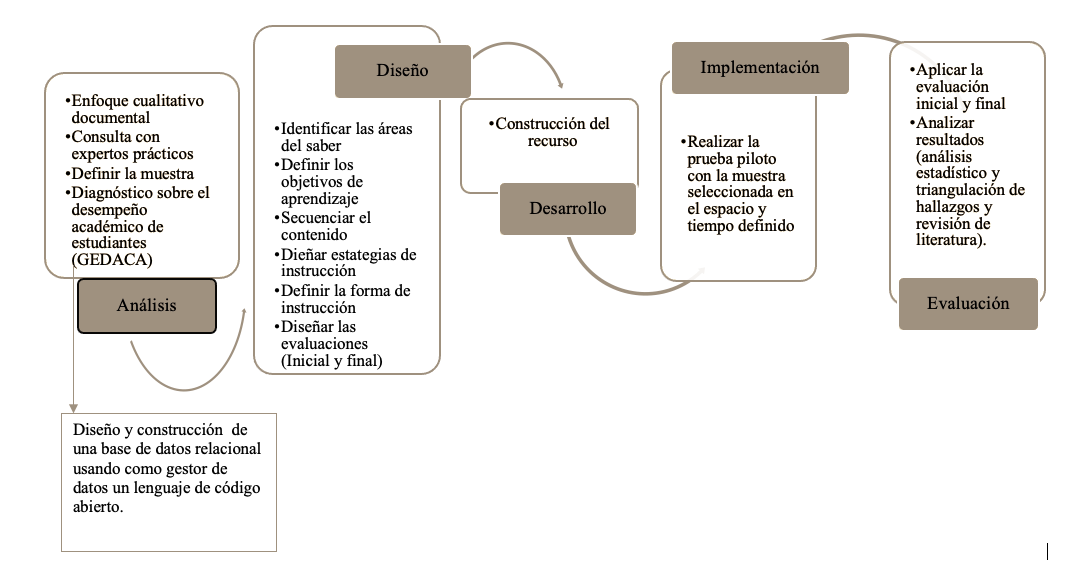 •Enfoque cualitativo
documental
•Consulta con
expertos prácticos
•Definir la muestra
•Diagnóstico sobre el
desempeño
académico de
estudiantes
(GEDACA)
Análisis
Diseño y construcción de
una base de datos relacional
usando como gestor de
datos un lenguaje de código
abierto.
Diseño
•Identificar las áreas
del saber
•Definir los
objetivos de
aprendizaje
•Secuenciar el
contenido
•Dieñar estategias de
instrucción
•Definir la forma de
instrucción
•Diseñar las
evaluaciones
(Inicial y final)
•Construcción del
recurso
Desarrollo
Implementación
•Realizar la
prueba piloto
con la muestra
seleccionada en
el espacio y
tiempo definido
•Aplicar la
evaluación
inicial y final
•Analizar
resultados
(análisis
estadístico y
triangulación de
hallazgos y
revisión de
literatura).
Evaluación